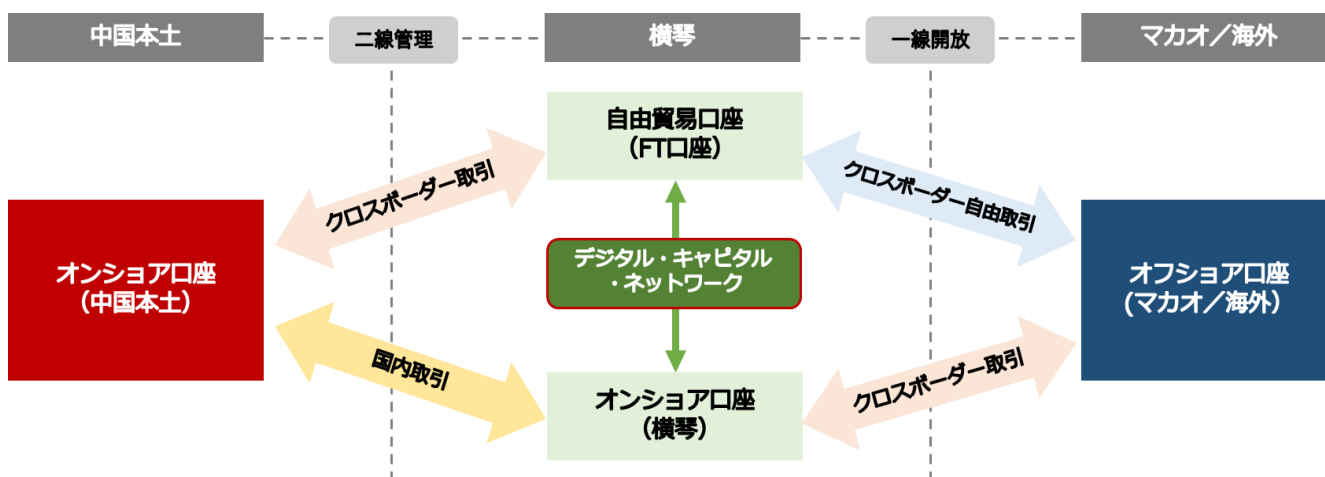 中国本土
二線管理
横琴
一線開放
マカオ／海外
自由貿易口座
（FT口座）
クロスボーダー取引
クロスボーダー自由取引
オンショア口座
（中国本土）
デジタル・キャピタル
・ネットワーク
オフショア口座
(マカオ／海外）
国内取引
オンショア口座
（横琴）
クロスボーダー取引